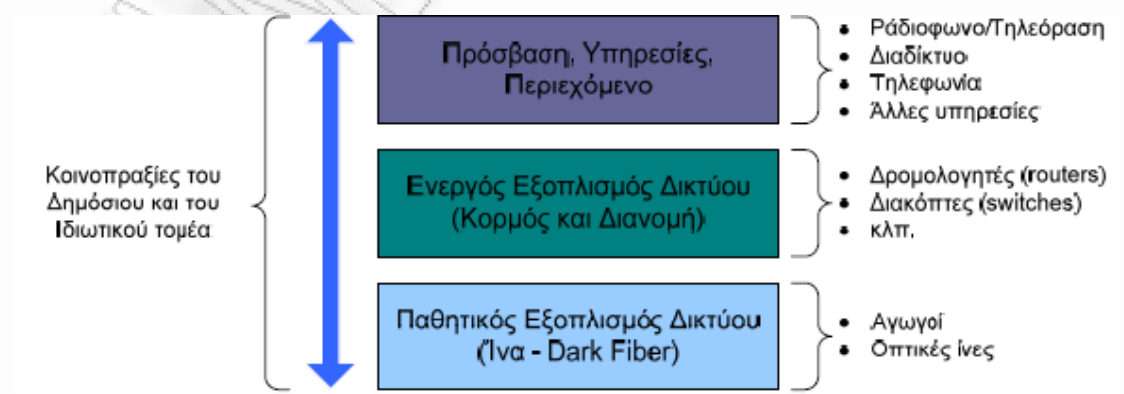 Κοινοπραξίες του
Δημόσιου και του
Ιδιωτικού τομέα
Πρόσβαση, Υπηρεσίες,
Περιεχόμενο
Ράδιοφωνο/Τηλεόραση
Διαδίκτυο
Τηλεφωνία
Άλλες υπηρεσίες
Ενεργός Εξοπλισμός Δικτύου
(Κορμός και Διανομή)
Δρομολογητές (routers)
Διακόπτες (switches)
κλπ.
Παθητικός Εξοπλισμός Δικτύου
(Ίνα - Dark Fiber)
Αγωγοί
Οπτικές ίνες